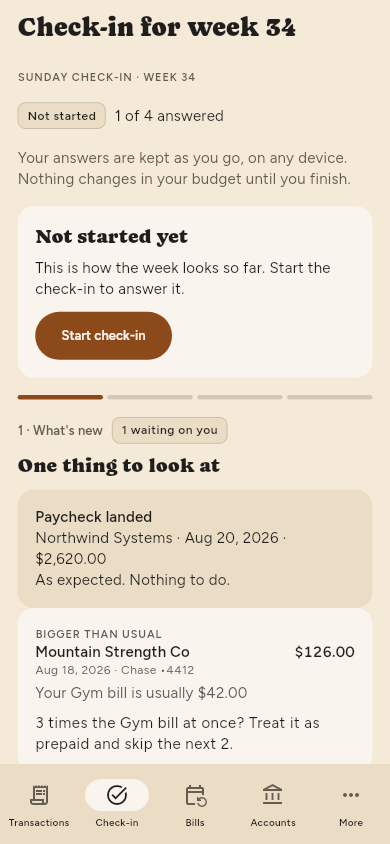 Check-in for week 34
SUNDAY CHECK-IN · WEEK 34
Not started 1 of 4 answered
Your answers are kept as you go, on any device.
Nothing changes in your budget until you finish.
Not started yet
This is how the week looks so far. Start the
check-in to answer it.
Start check-in
1 · What's new 1 waiting on you
One thing to look at
Paycheck landed
Northwind Systems · Aug 20, 2026 ·
$2,620.00
As expected. Nothing to do.
BIGGER THAN USUAL
Mountain Strength Co $126.00
Aug 18, 2026 · Chase •4412
Your Gym bill is usually $42.00
3 times the Gym bill at once? Treat it as
prepaid and skip the next 2.
Transactions Check-in Bills Accounts More